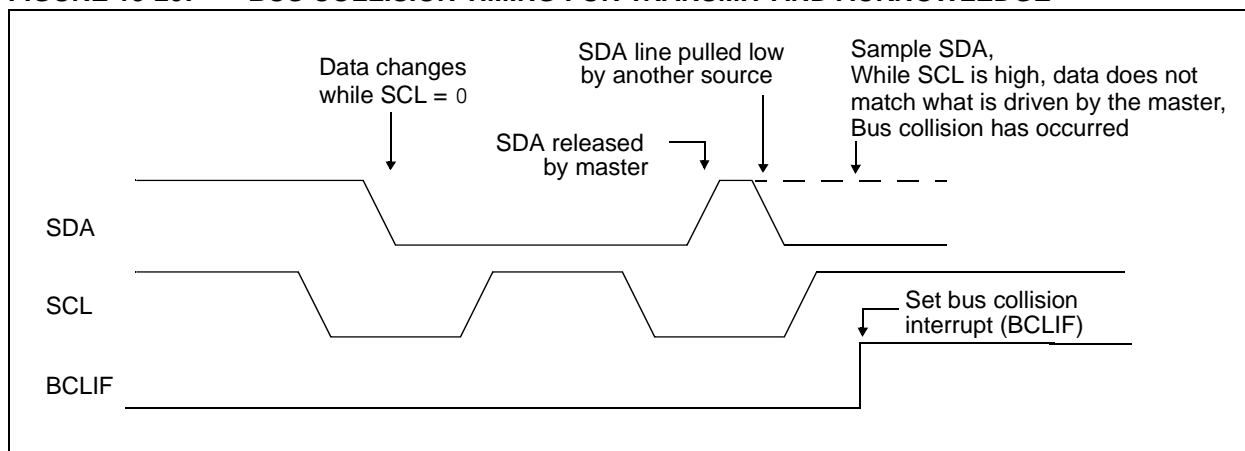 Data changes
while SCL = 0
SDA line pulled low
by another source
SDA released
by master
Sample SDA,
While SCL is high, data does not
match what is driven by the master,
Bus collision has occurred
SDA
SCL
Set bus collision
interrupt (BCLIF)
BCLIF